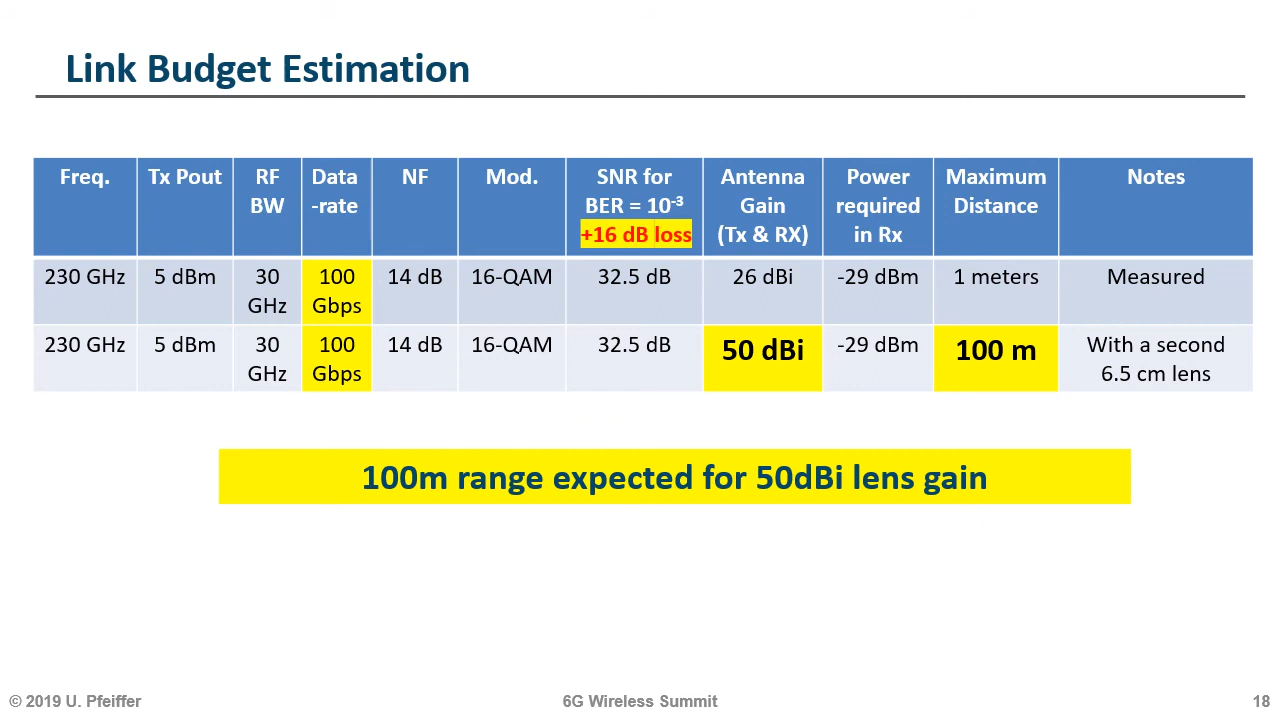 Link Budget Estimation
Freq. Tx Pout RF BW Data -rate NF Mod. SNR for BER = 10⁻³ +16 dB loss Antenna Gain (Tx & RX) Power required in Rx Maximum Distance Notes
230 GHz 5 dBm 30 GHz 100 Gbps 14 dB 16-QAM 32.5 dB 26 dBi -29 dBm 1 meters Measured
230 GHz 5 dBm 30 GHz 100 Gbps 14 dB 16-QAM 32.5 dB 50 dBi -29 dBm 100 m With a second 6.5 cm lens
100m range expected for 50dBi lens gain
© 2019 U. Pfeiffer 6G Wireless Summit 18